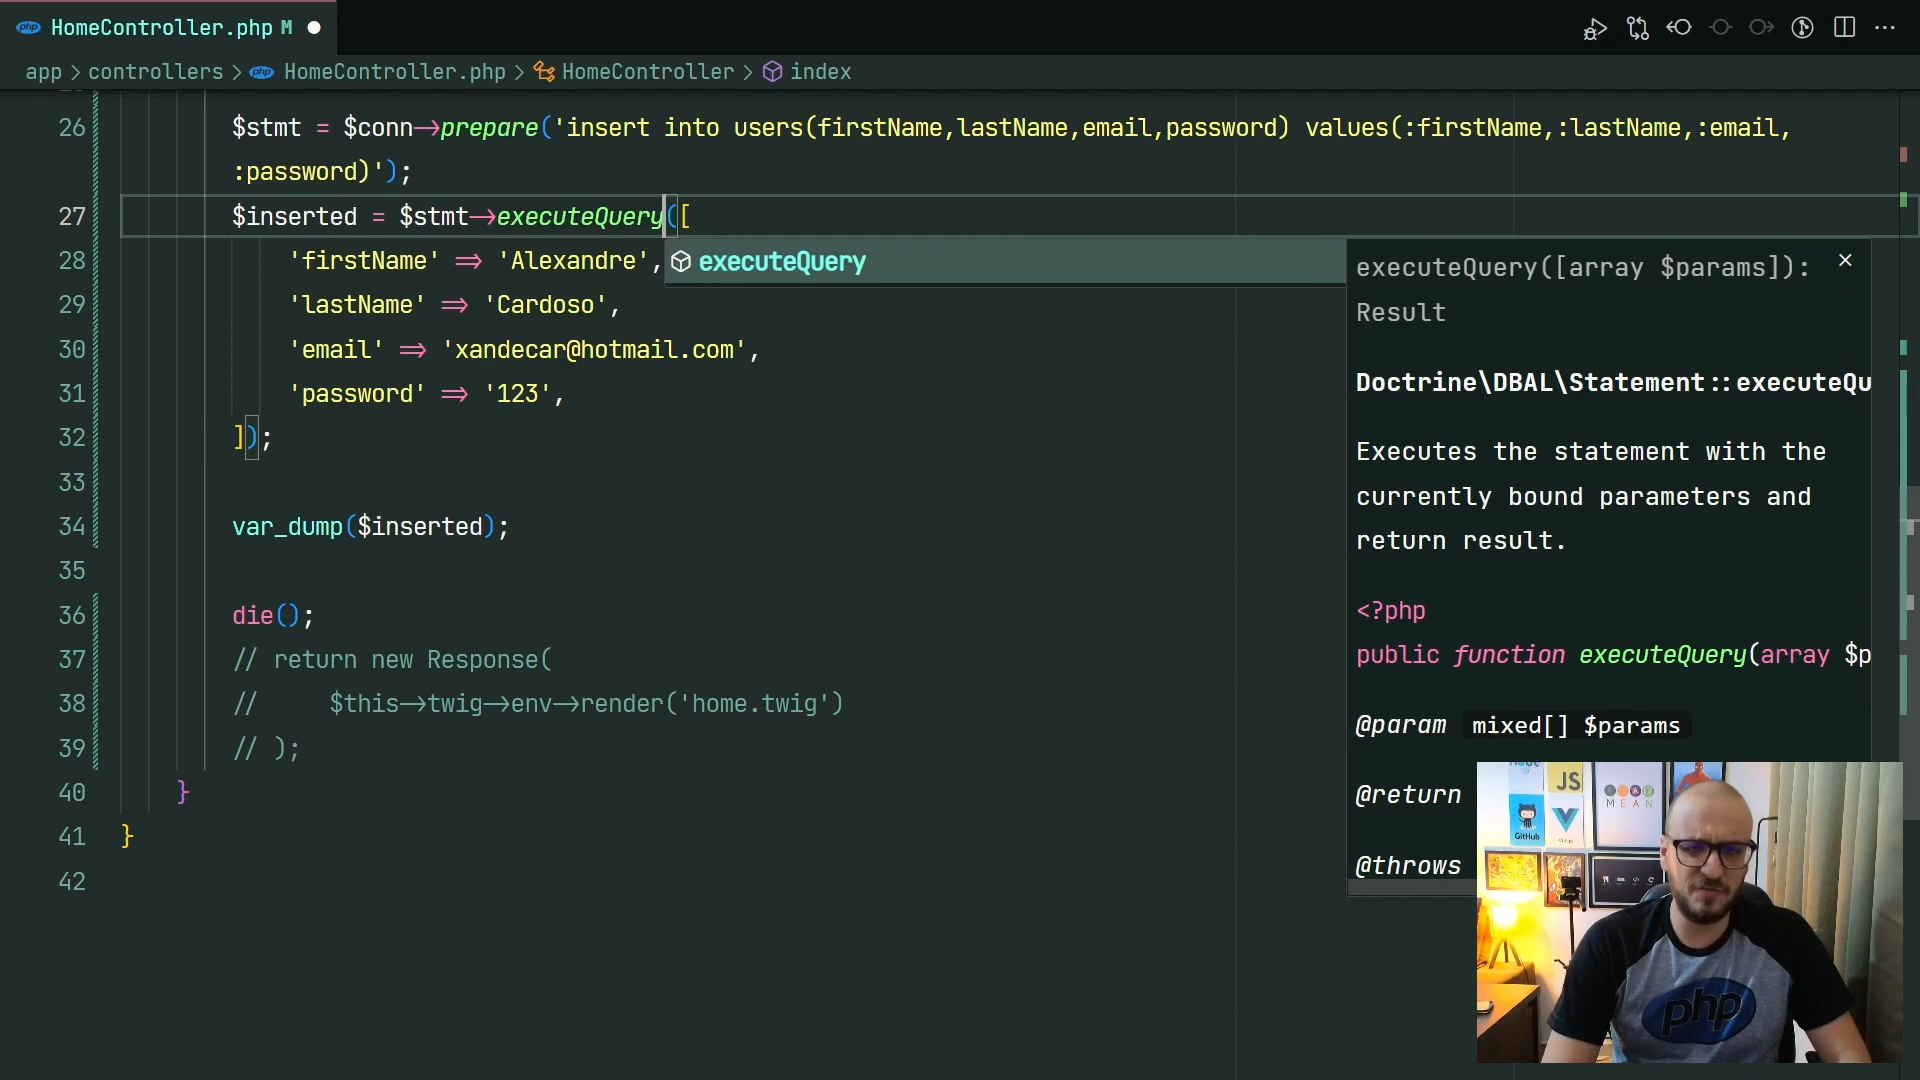 HomeController.php M
app > controllers > HomeController.php > HomeController > index
26 $stmt = $conn->prepare('insert into users(firstName,lastName,email,password) values(:firstName,:lastName,:email,
:password)');
27 $inserted = $stmt->executeQuery([
28 'firstName' => 'Alexandre',
29 'lastName' => 'Cardoso',
30 'email' => 'xandecar@hotmail.com',
31 'password' => '123',
32 ]);
33
34 var_dump($inserted);
35
36 die();
37 // return new Response(
38 //     $this->twig->env->render('home.twig')
39 // );
40 }
41 }
42
executeQuery
executeQuery([array $params]):
Result
Doctrine\DBAL\Statement::executeQu
Executes the statement with the
currently bound parameters and
return result.
<?php
public function executeQuery(array $p
@param mixed[] $params
@return
@throws
JS
MEAN
GitHub
php